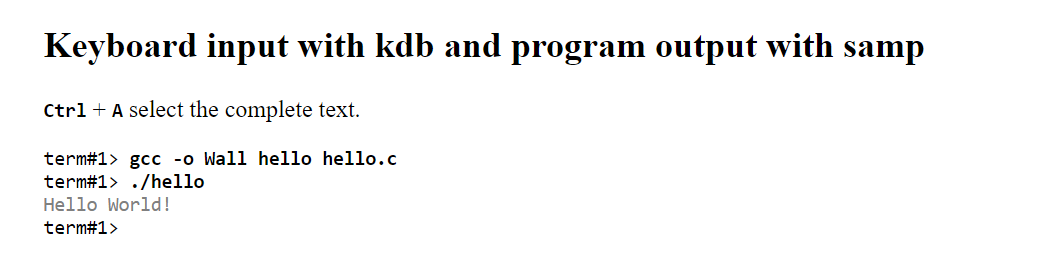 Keyboard input with kdb and program output with samp
Ctrl + A select the complete text.
term#1> gcc -o Wall hello hello.c
term#1> ./hello
Hello World!
term#1>